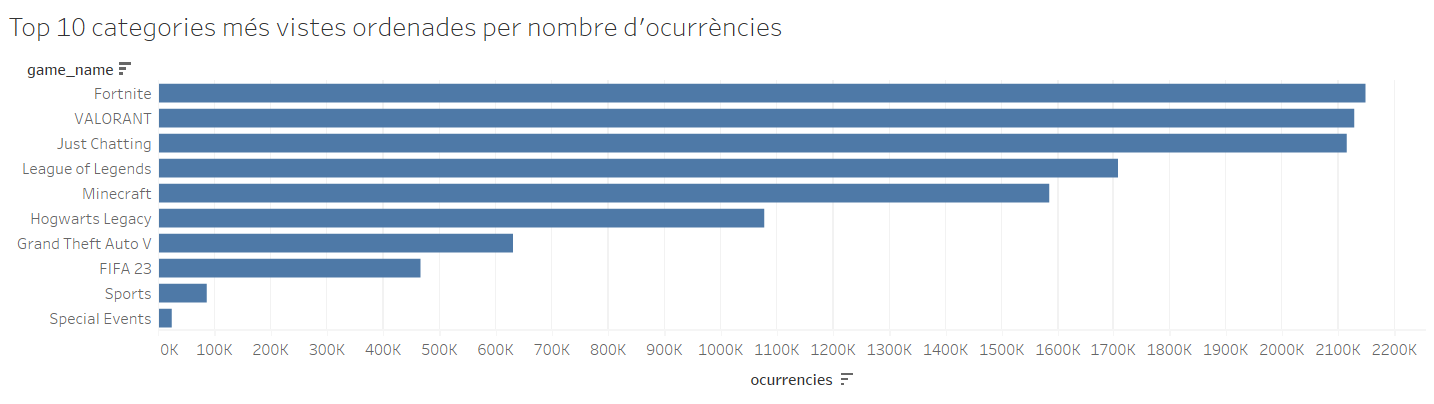 Top 10 categories més vistes ordenades per nombre d'ocurrències
game_name
Fortnite
VALORANT
Just Chatting
League of Legends
Minecraft
Hogwarts Legacy
Grand Theft Auto V
FIFA 23
Sports
Special Events
0K 100K 200K 300K 400K 500K 600K 700K 800K 900K 1000K 1100K 1200K 1300K 1400K 1500K 1600K 1700K 1800K 1900K 2000K 2100K 2200K
ocurrencies